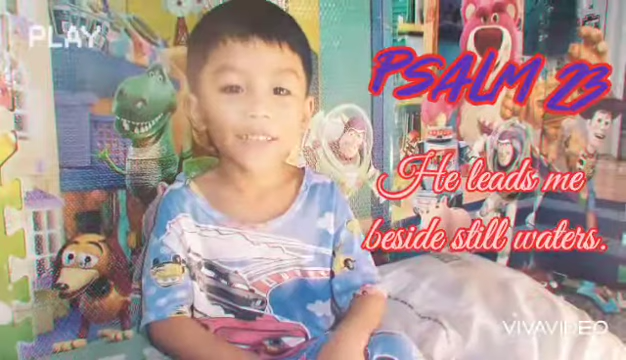 PLAY
PSALM 23
He leads me
beside still waters.
VIVAVIDEO